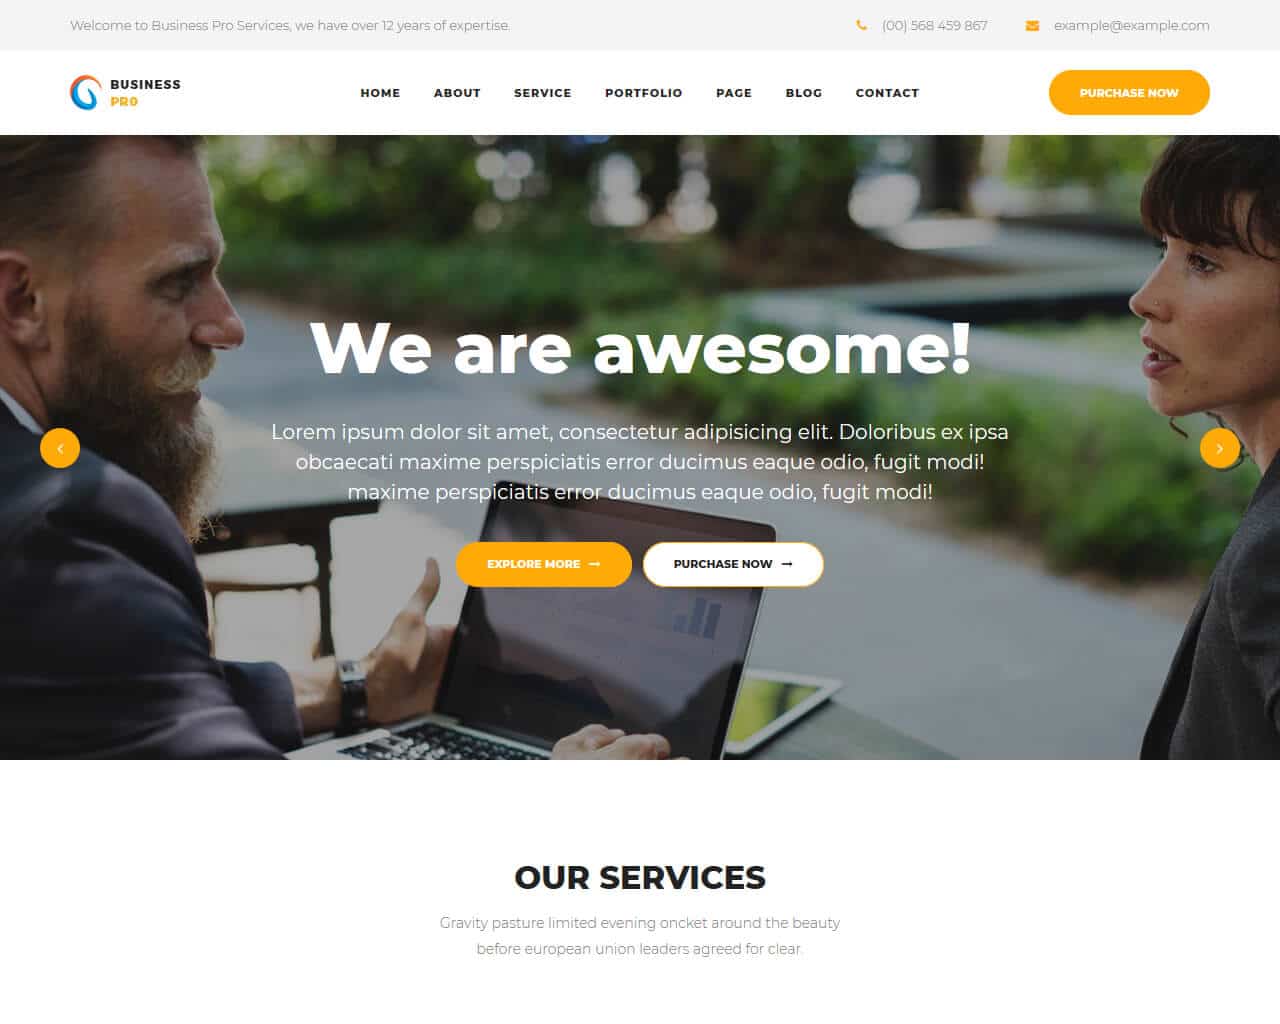 Welcome to Business Pro Services, we have over 12 years of expertise.
(00) 568 459 867
example@example.com
BUSINESS
PRO
HOME
ABOUT
SERVICE
PORTFOLIO
PAGE
BLOG
CONTACT
PURCHASE NOW
We are awesome!
Lorem ipsum dolor sit amet, consectetur adipisicing elit. Doloribus ex ipsa
obcaecati maxime perspiciatis error ducimus eaque odio, fugit modi!
maxime perspiciatis error ducimus eaque odio, fugit modi!
EXPLORE MORE
PURCHASE NOW
OUR SERVICES
Gravity pasture limited evening oncket around the beauty
before european union leaders agreed for clear.